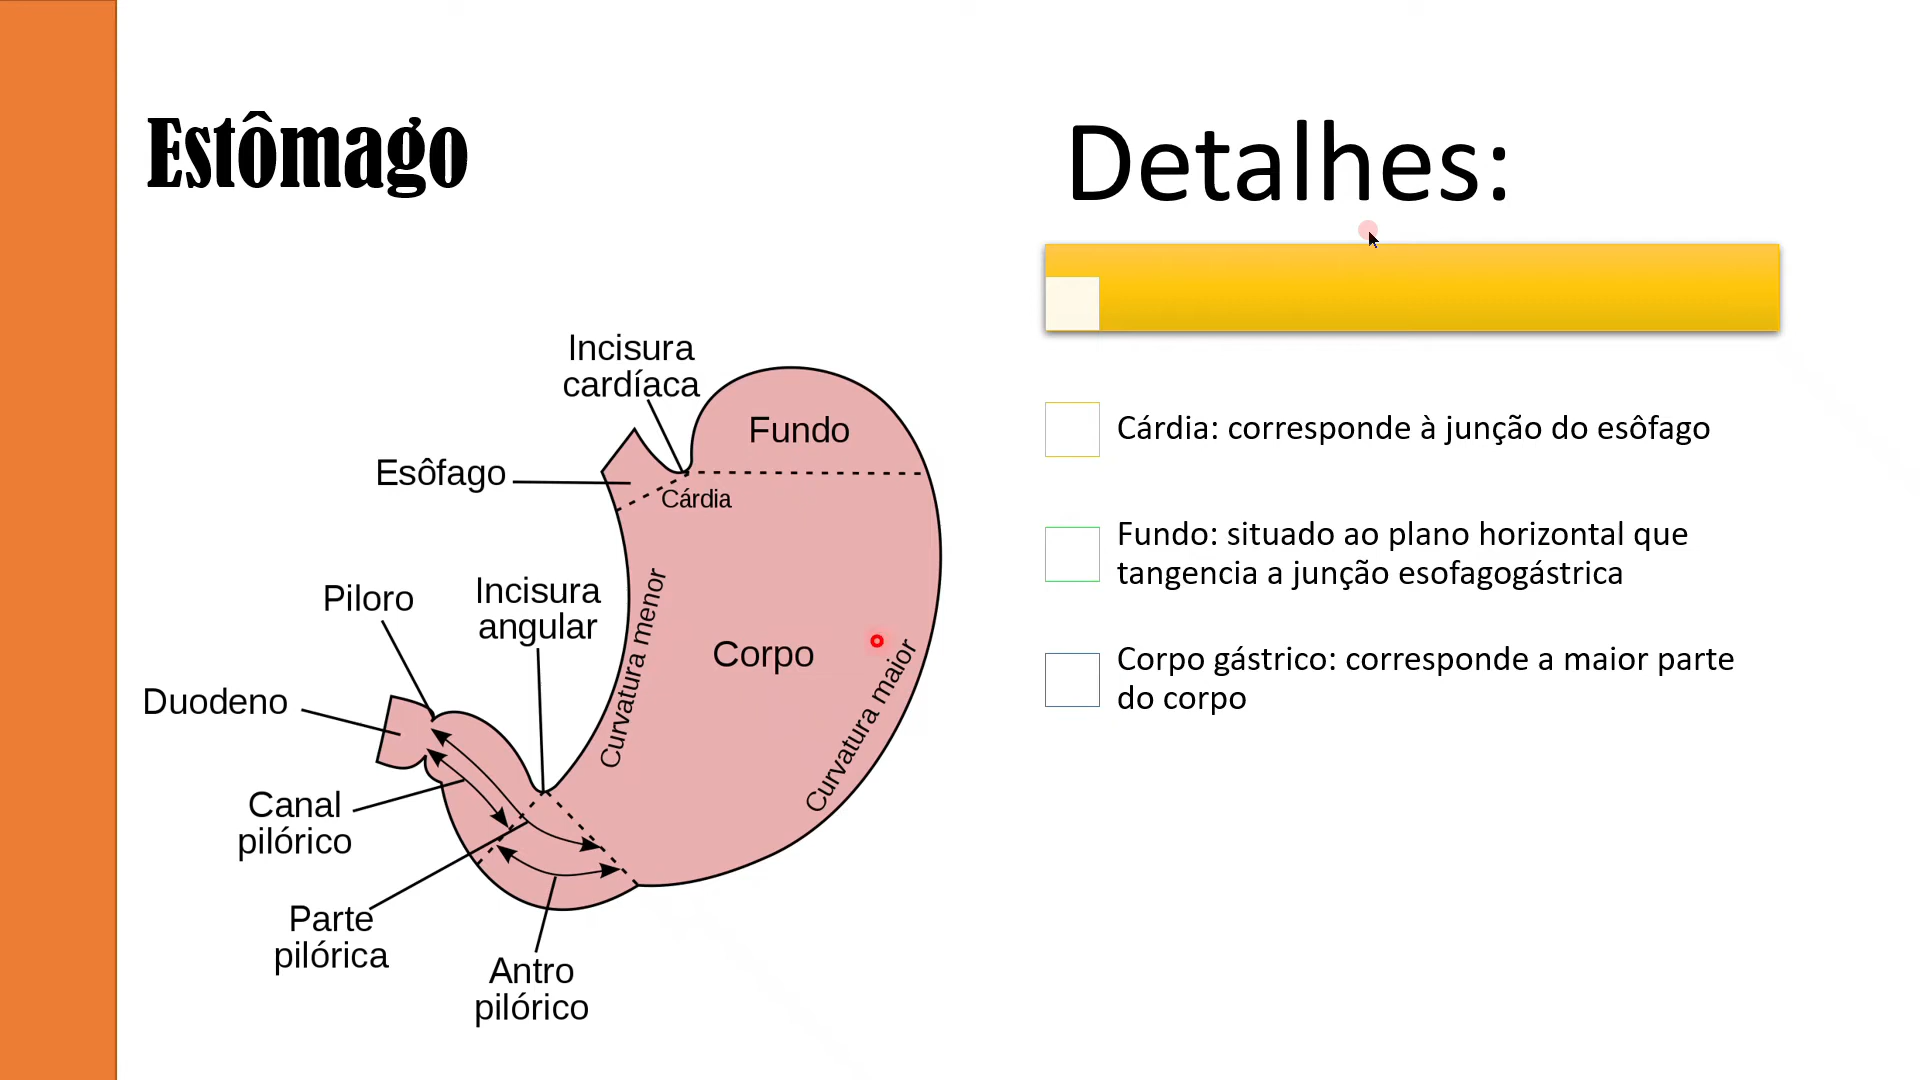 Estômago
Incisura
cardíaca
Fundo
Esôfago
Cárdia
Piloro
Incisura
angular
Curvatura menor
Corpo
Curvatura maior
Duodeno
Canal
pilórico
Parte
pilórica
Antro
pilórico
Detalhes:
Cárdia: corresponde à junção do esôfago
Fundo: situado ao plano horizontal que
tangencia a junção esofagogástrica
Corpo gástrico: corresponde a maior parte
do corpo